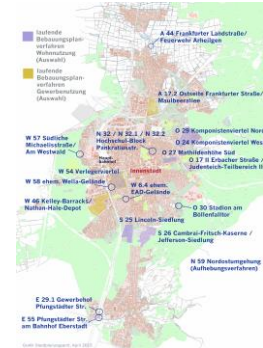 laufende
Bebauungsplan-
verfahren
Wohnnutzung
(Auswahl)
laufende
Bebauungsplan-
verfahren
Gewerbenutzung
(Auswahl)
A 44 Frankfurter Landstraße/
Feuerwehr Arheilgen
A 17.2 Ostseite Frankfurter Straße/
Maulbeerallee
N 32 / N 32.1 / N 32.2
Hochschul-Block
Pankratiusstr.
O 28 Komponistenviertel Nord
O 24 Komponistenviertel West
O 27 Mathildenhöhe Süd
O 17 II Erbacher Straße /
Judenteich-Teilbereich II
W 57 Südliche
Michaelisstraße/
Am Westwald
Haupt-
bahnhof
Innenstadt
W 54 Verlegerviertel
W 58 ehem. Wella-Gelände
W 6.4 ehem.
EAD-Gelände
W 46 Kelley-Barracks/
Nathan-Hale-Depot
O 30 Stadion am
Böllenfalltor
S 25 Lincoln-Siedlung
S 26 Cambrai-Fritsch-Kaserne /
Jefferson-Siedlung
N 59 Nordostumgehung
(Aufhebungsverfahren)
E 29.1 Gewerbehof
Pfungstädter Str.
E 55 Pfungstädter Str.
am Bahnhof Eberstadt